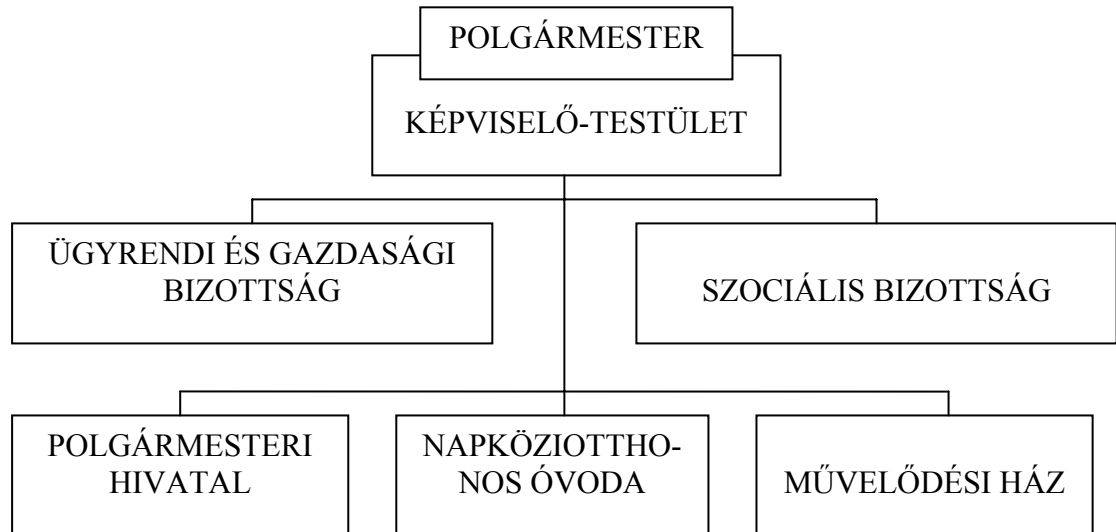 POLGÁRMESTER
KÉPVISELŐ-TESTÜLET
ÜGYRENDI ÉS GAZDASÁGI
BIZOTTSÁG
SZOCIÁLIS BIZOTTSÁG
POLGÁRMESTERI
HIVATAL
NAPKÖZIOTTHO-
NOS ÓVODA
MŰVELŐDÉSI HÁZ